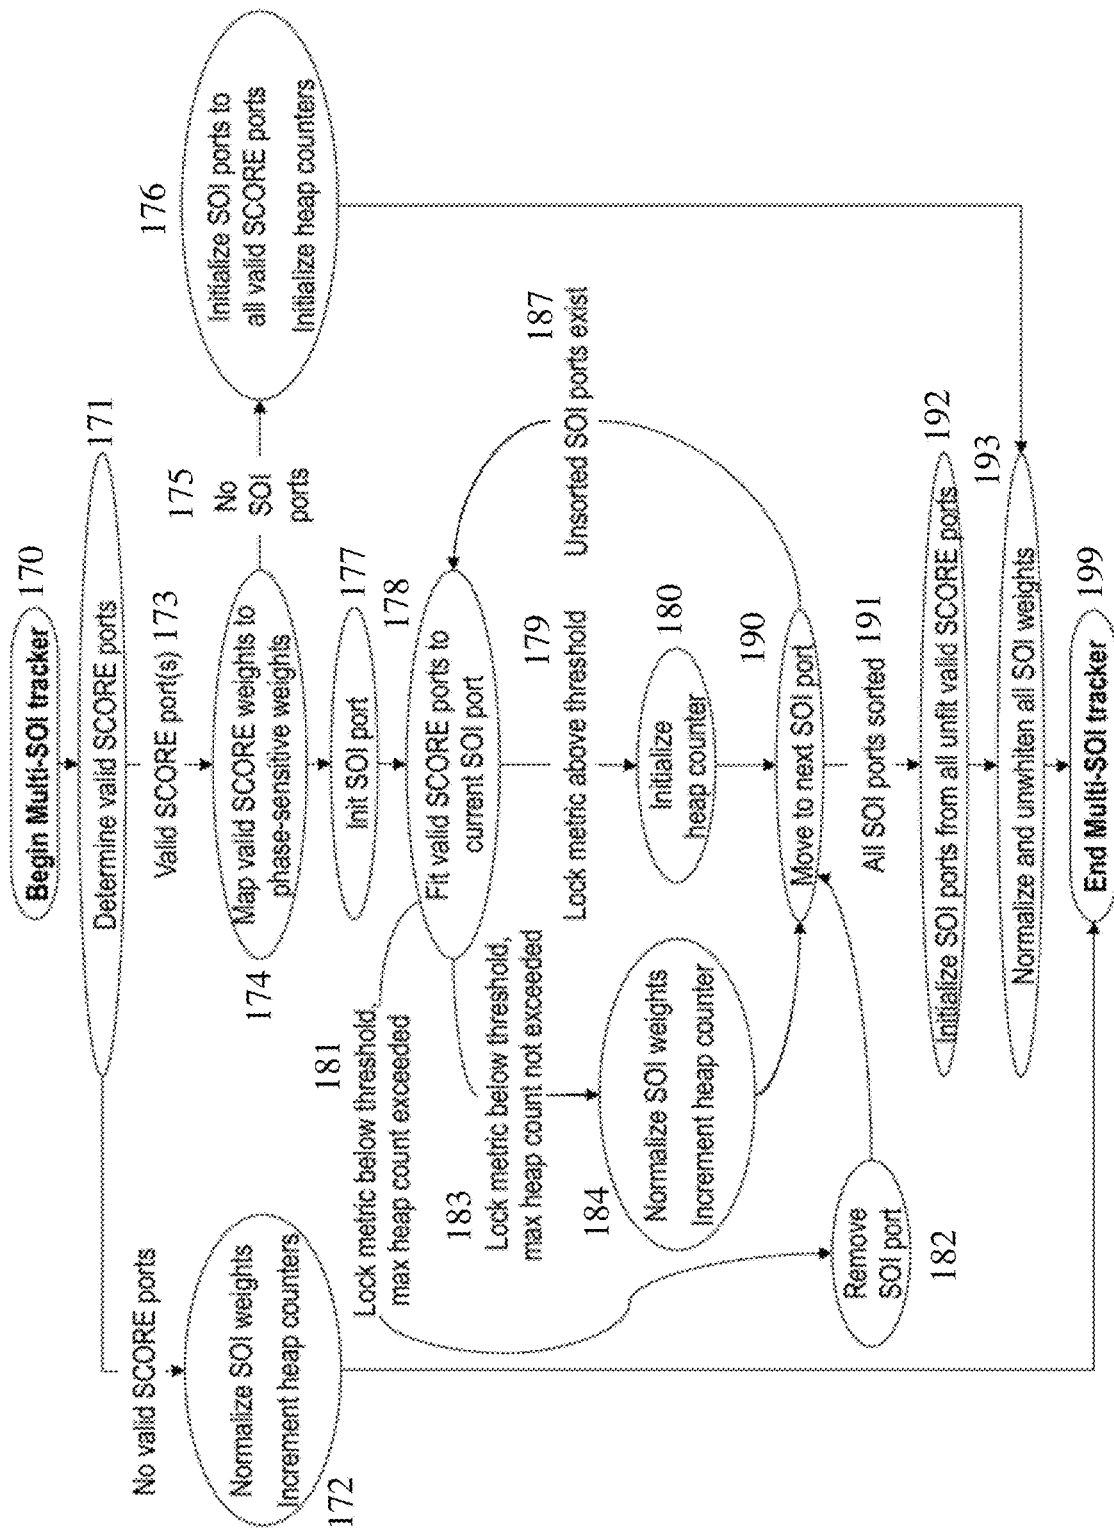 Begin Multi-SOI tracker
170
Determine valid SCORE ports
171
No valid SCORE ports
Normalize SOI weights
Increment heap counters
172
Valid SCORE port(s) 173
Map valid SCORE weights to
phase-sensitive weights
174
175
No
SOI
ports
176
Initialize SOI ports to
all valid SCORE ports
Initialize heap counters
Init SOI port
177
Fit valid SCORE ports to
current SOI port
178
Lock metric above threshold
179
Initialize
heap counter
180
181
Lock metric below threshold,
max heap count exceeded
Remove
SOI port
182
183
Lock metric below threshold,
max heap count not exceeded
184
Normalize SOI weights
Increment heap counter
187
Unsorted SOI ports exist
190
Move to next SOI port
All SOI ports sorted
191
Initialize SOI ports from all unfit valid SCORE ports
192
193
Normalize and unwhiten all SOI weights
End Multi-SOI tracker
199